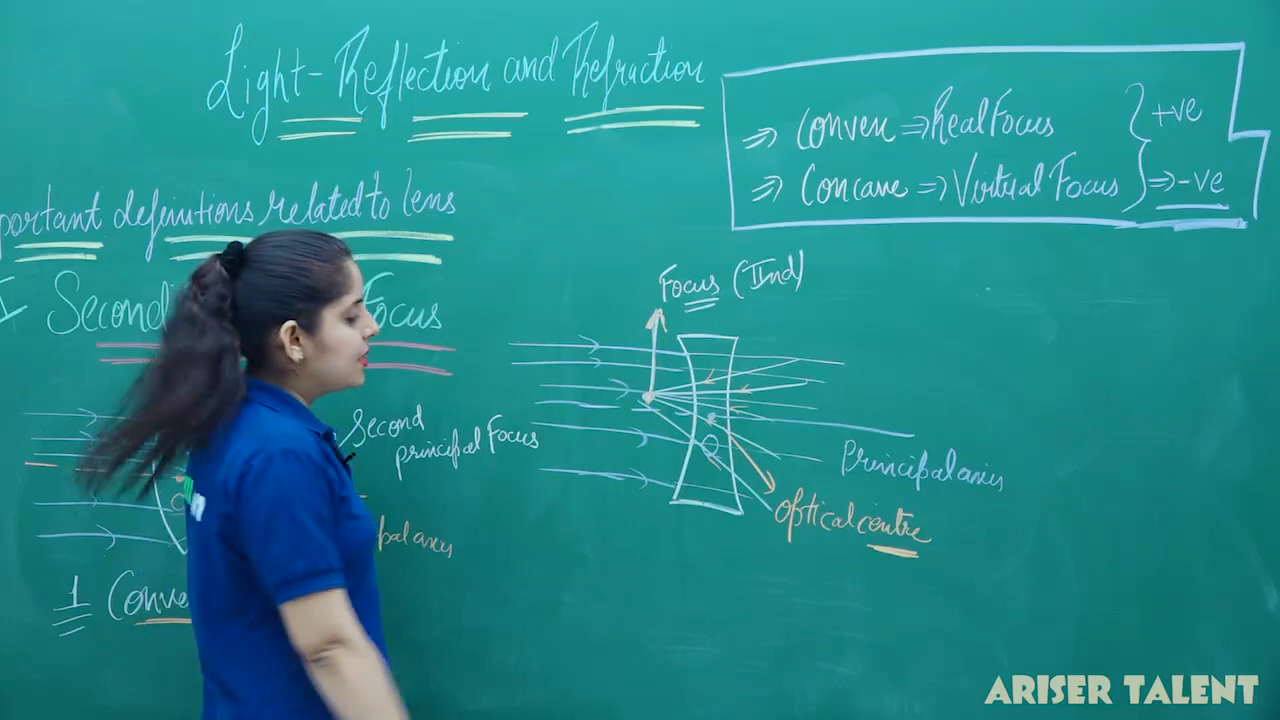 Light-Reflection and Refraction
⇒ Convex ⇒ Real Focus } +ve
⇒ Concave ⇒ Virtual Focus } ⇒ -ve
portant definitions related to lens
Focus
Focus (IInd)
Second
principal Focus
Principal axis
Optical centre
pal axis
1 Conve
ARISER TALENT